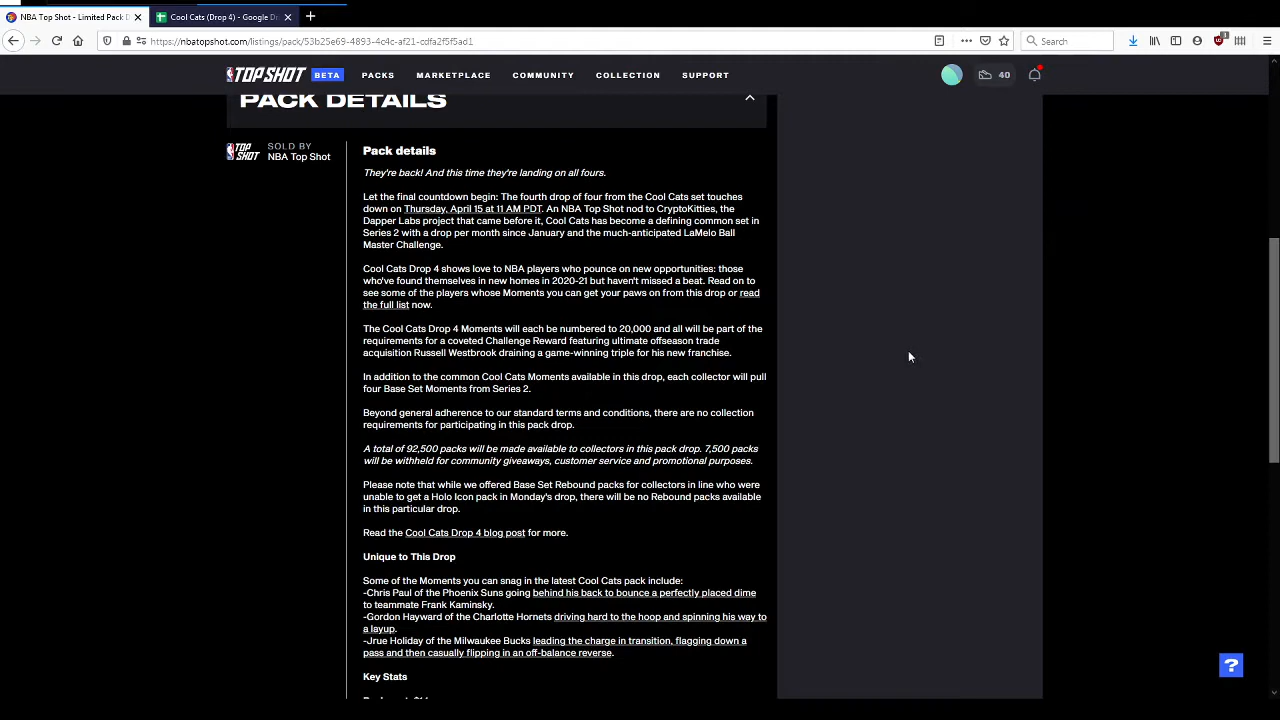 NBA Top Shot - Limited Pack D
Cool Cats (Drop 4) - Google D
https://nbatopshot.com/listings/pack/53b25e69-4893-4c4c-af21-cdfa2f5f5ad1
Search
TOP SHOT BETA PACKS MARKETPLACE COMMUNITY COLLECTION SUPPORT 40
PACK DETAILS
TOP SHOT
SOLD BY
NBA Top Shot
Pack details
They're back! And this time they're landing on all fours.
Let the final countdown begin: The fourth drop of four from the Cool Cats set touches
down on Thursday, April 15 at 11 AM PDT. An NBA Top Shot nod to CryptoKitties, the
Dapper Labs project that came before it, Cool Cats has become a defining common set in
Series 2 with a drop per month since January and the much-anticipated LaMelo Ball
Master Challenge.
Cool Cats Drop 4 shows love to NBA players who pounce on new opportunities: those
who've found themselves in new homes in 2020-21 but haven't missed a beat. Read on to
see some of the players whose Moments you can get your paws on from this drop or read
the full list now.
The Cool Cats Drop 4 Moments will each be numbered to 20,000 and all will be part of the
requirements for a coveted Challenge Reward featuring ultimate offseason trade
acquisition Russell Westbrook draining a game-winning triple for his new franchise.
In addition to the common Cool Cats Moments available in this drop, each collector will pull
four Base Set Moments from Series 2.
Beyond general adherence to our standard terms and conditions, there are no collection
requirements for participating in this pack drop.
A total of 92,500 packs will be made available to collectors in this pack drop. 7,500 packs
will be withheld for community giveaways, customer service and promotional purposes.
Please note that while we offered Base Set Rebound packs for collectors in line who were
unable to get a Holo Icon pack in Monday's drop, there will be no Rebound packs available
in this particular drop.
Read the Cool Cats Drop 4 blog post for more.
Unique to This Drop
Some of the Moments you can snag in the latest Cool Cats pack include:
-Chris Paul of the Phoenix Suns going behind his back to bounce a perfectly placed dime
to teammate Frank Kaminsky.
-Gordon Hayward of the Charlotte Hornets driving hard to the hoop and spinning his way to
a layup.
-Jrue Holiday of the Milwaukee Bucks leading the charge in transition, flagging down a
pass and then casually flipping in an off-balance reverse.
Key Stats
?